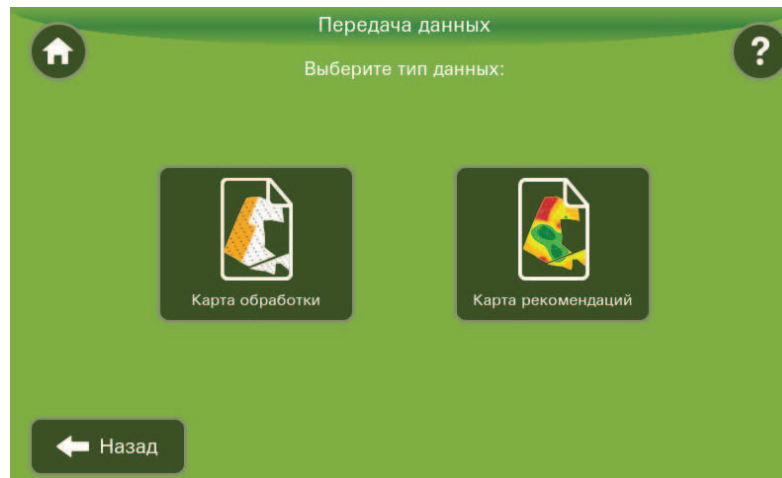 Передача данных
?
Выберите тип данных:
Карта обработки
Карта рекомендаций
Назад